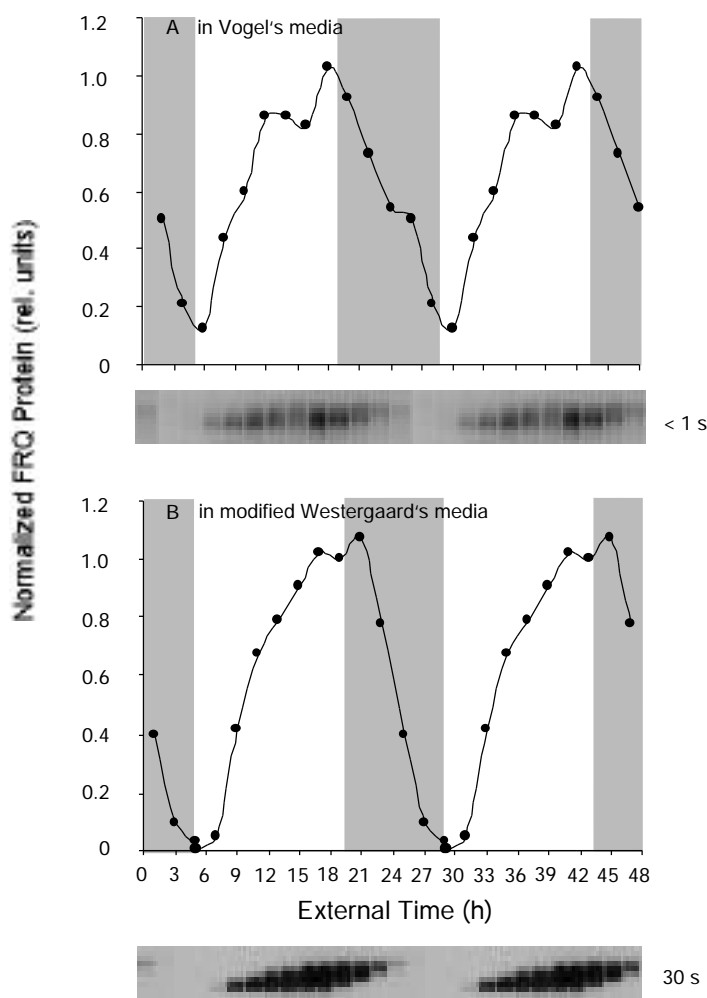 Normalized FRQ Protein (rel. units)
A in Vogel‘s media
1.2
1.0
0.8
0.6
0.4
0.2
0
< 1 s
B in modified Westergaard‘s media
1.2
1.0
0.8
0.6
0.4
0.2
0
0 3 6 9 12 15 18 21 24 27 30 33 36 39 42 45 48
External Time (h)
30 s